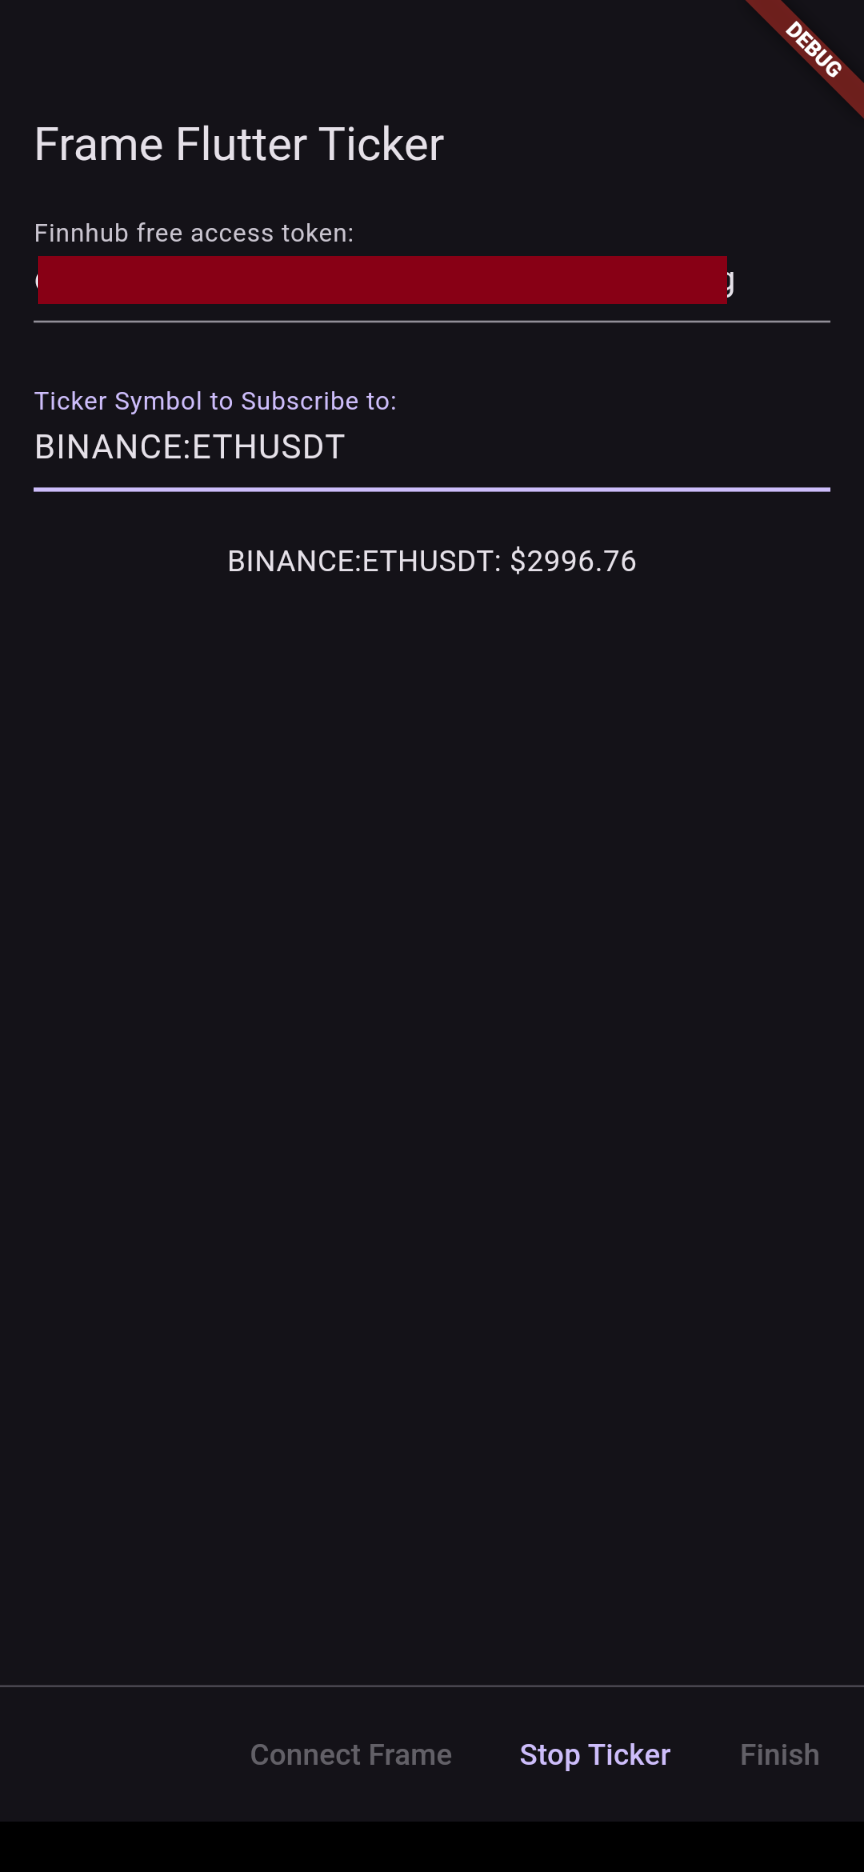 DEBUG
Frame Flutter Ticker
Finnhub free access token:
Ticker Symbol to Subscribe to:
BINANCE:ETHUSDT
BINANCE:ETHUSDT: $2996.76
Connect Frame Stop Ticker Finish